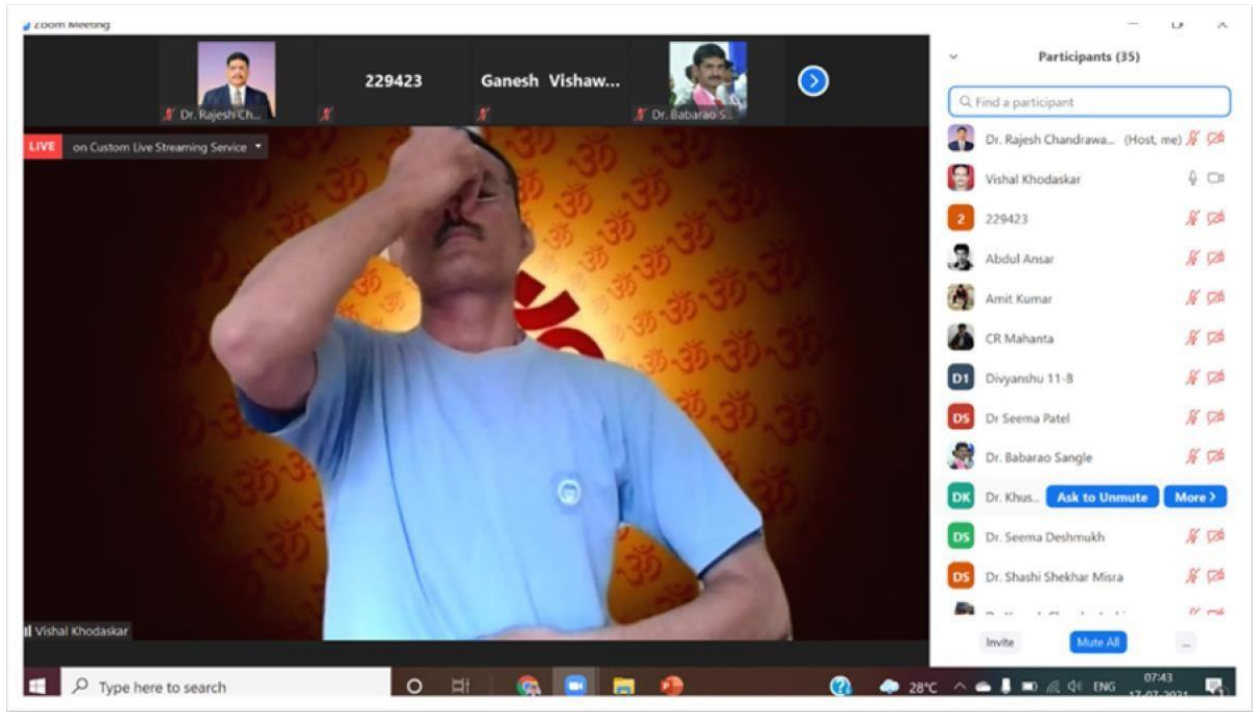 Zoom Meeting
Dr. Rajesh Ch...
229423
Ganesh Vishaw...
Dr. Babarao S...
LIVE
on Custom Live Streaming Service
ॐ
Vishal Khodaskar
Participants (35)
Find a participant
Dr. Rajesh Chandrawa... (Host, me)
Vishal Khodaskar
2 229423
Abdul Ansar
Amit Kumar
CR Mahanta
D1 Divyanshu 11-B
DS Dr Seema Patel
Dr. Babarao Sangle
DK Dr. Khus... Ask to Unmute More >
DS Dr. Seema Deshmukh
DS Dr. Shashi Shekhar Misra
Invite Mute All ...
Type here to search
28°C ENG 07:43
17-07-2021